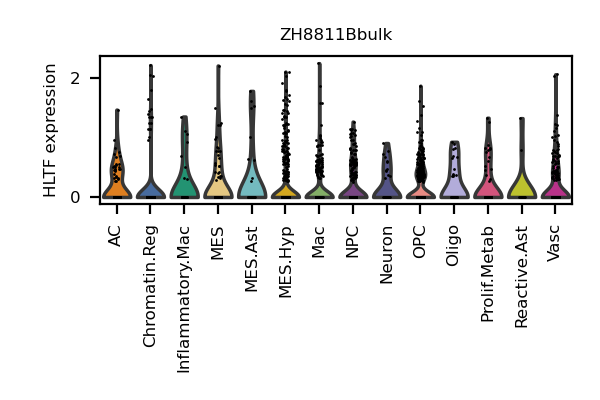 ZH8811Bbulk
HLTF expression
2
0
AC
Chromatin.Reg
Inflammatory.Mac
MES
MES.Ast
MES.Hyp
Mac
NPC
Neuron
OPC
Oligo
Prolif.Metab
Reactive.Ast
Vasc